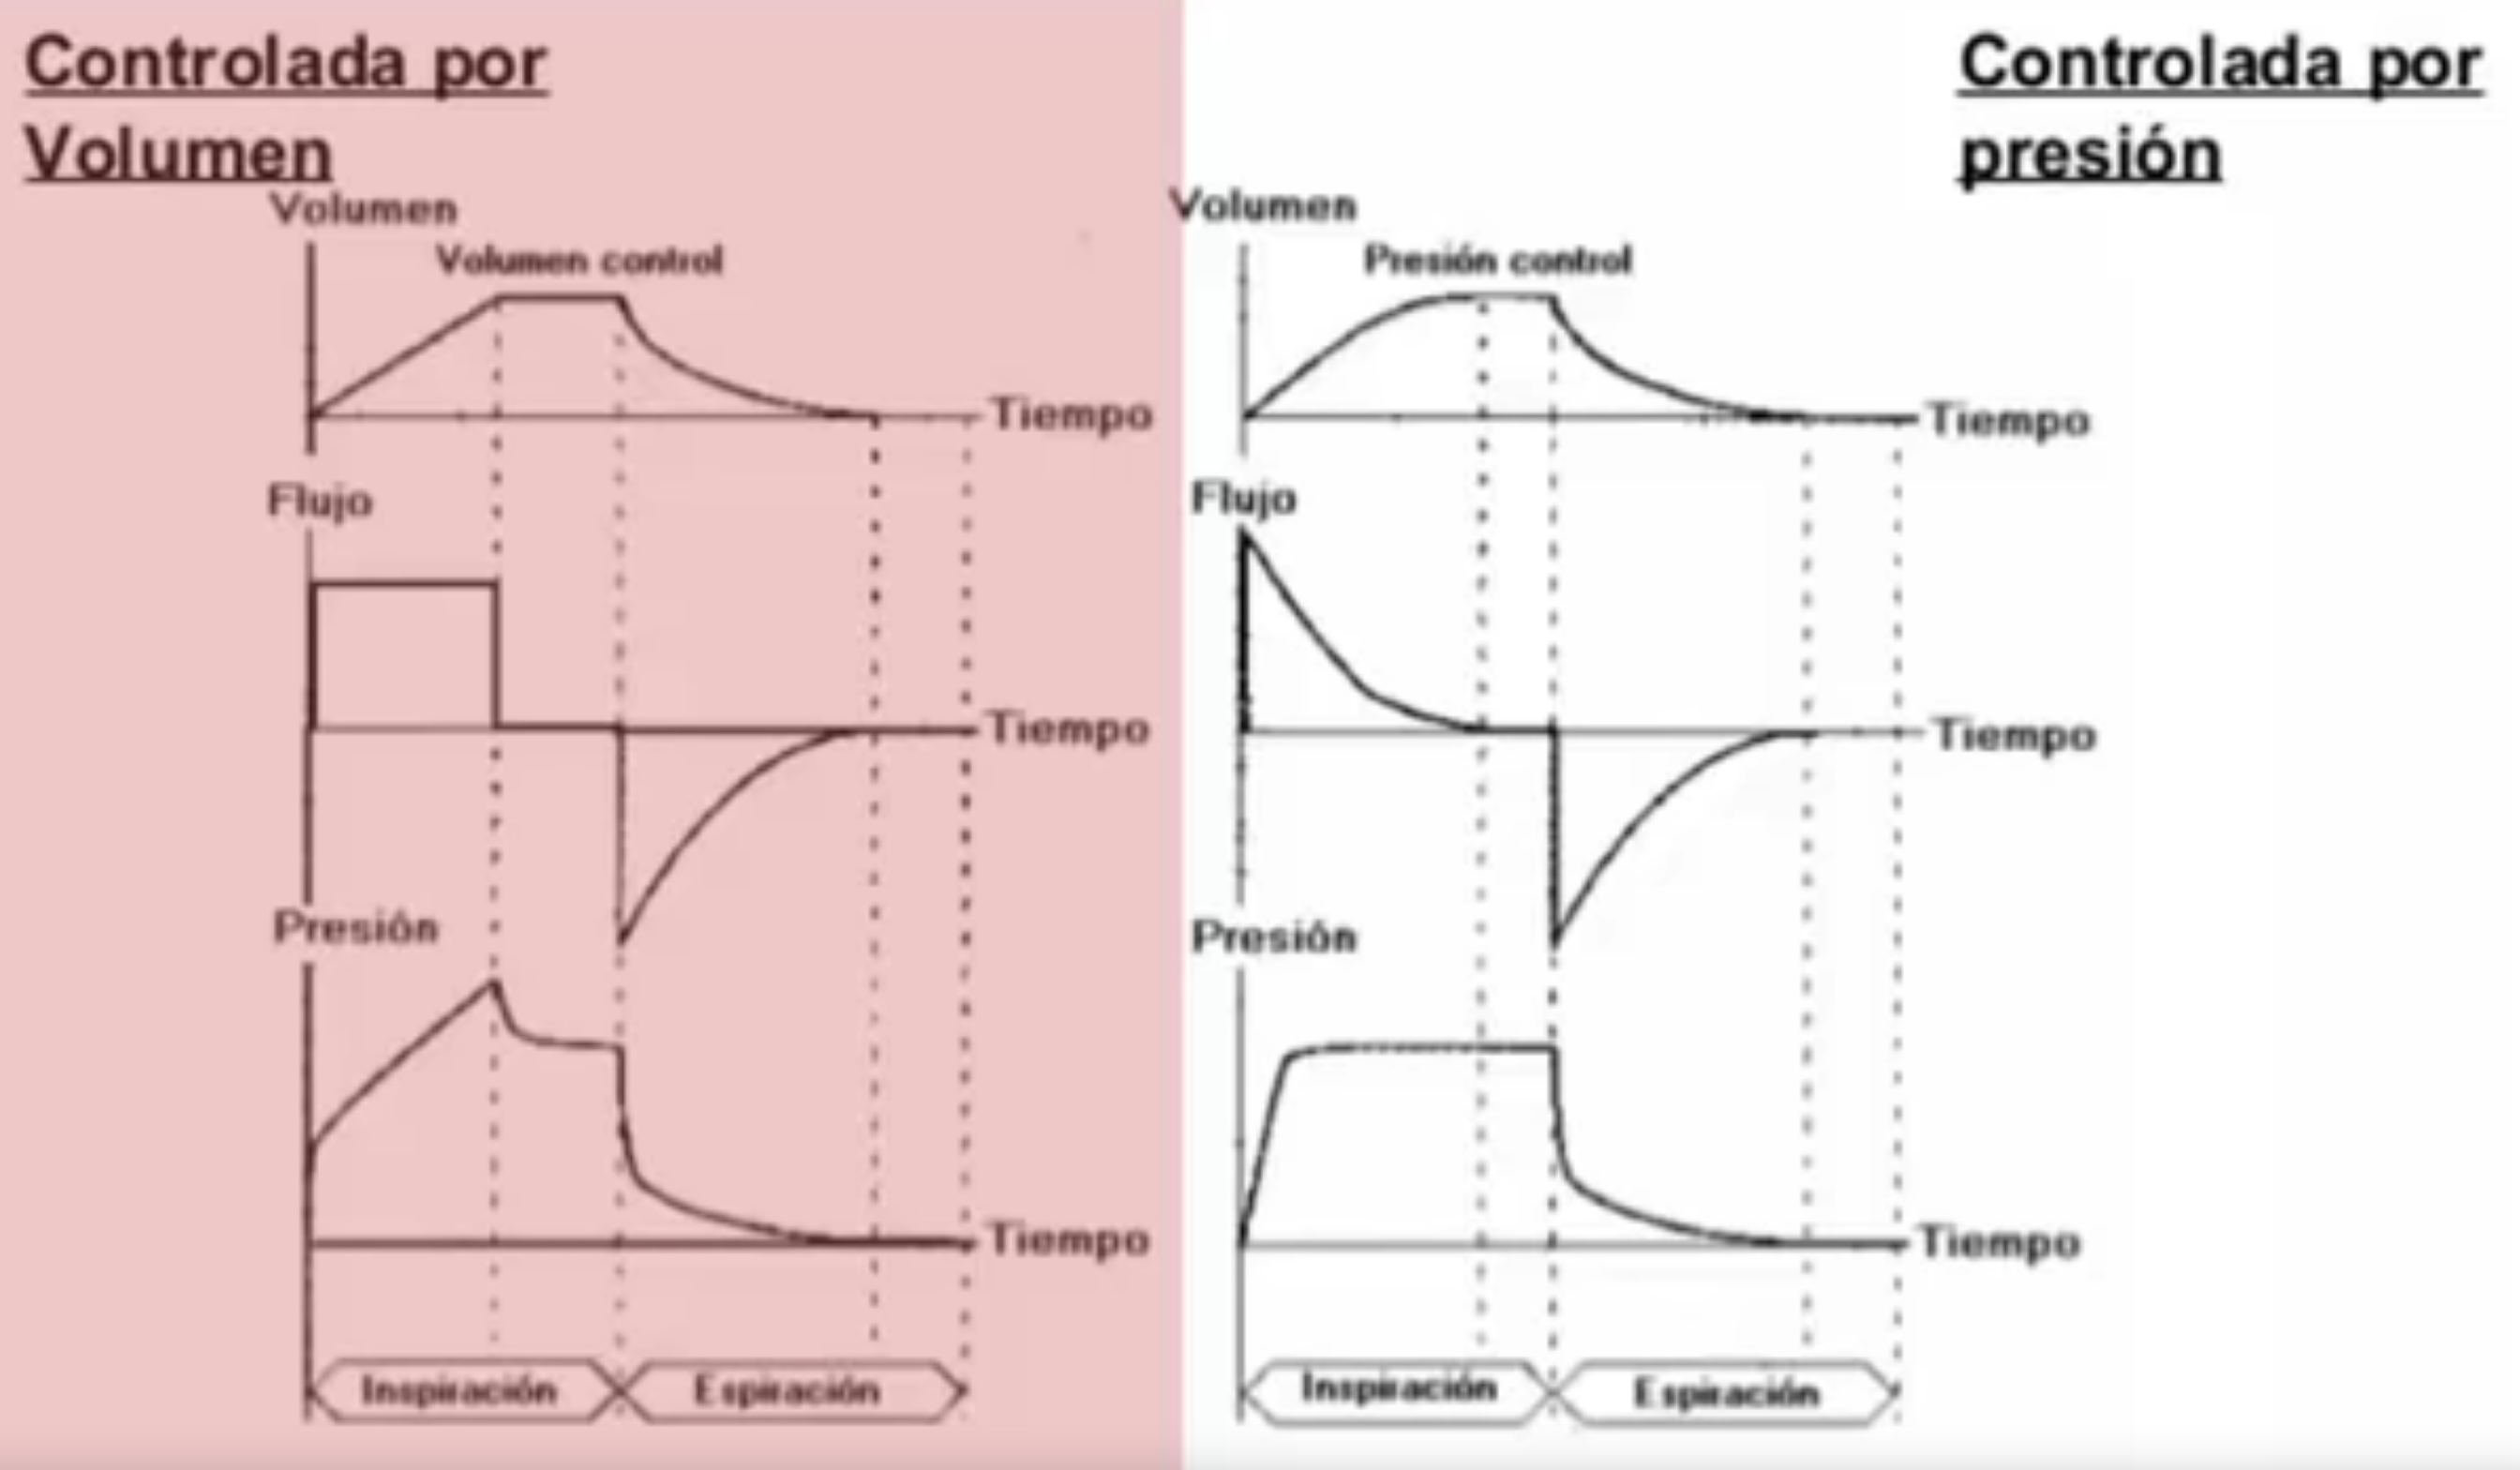 Controlada por
Volumen
Volumen
Volumen control
Tiempo
Flujo
Tiempo
Presión
Tiempo
Inspiración
Espiración
Controlada por
presión
Volumen
Presión control
Tiempo
Flujo
Tiempo
Presión
Tiempo
Inspiración
Espiración